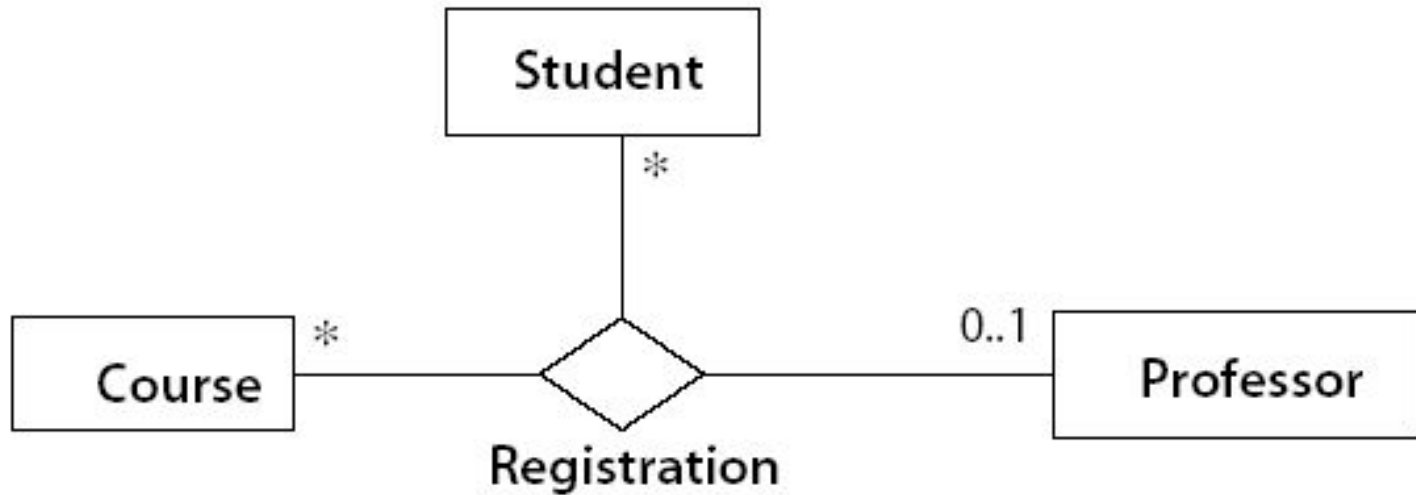 Student
*
Course
*
0..1
Professor
Registration